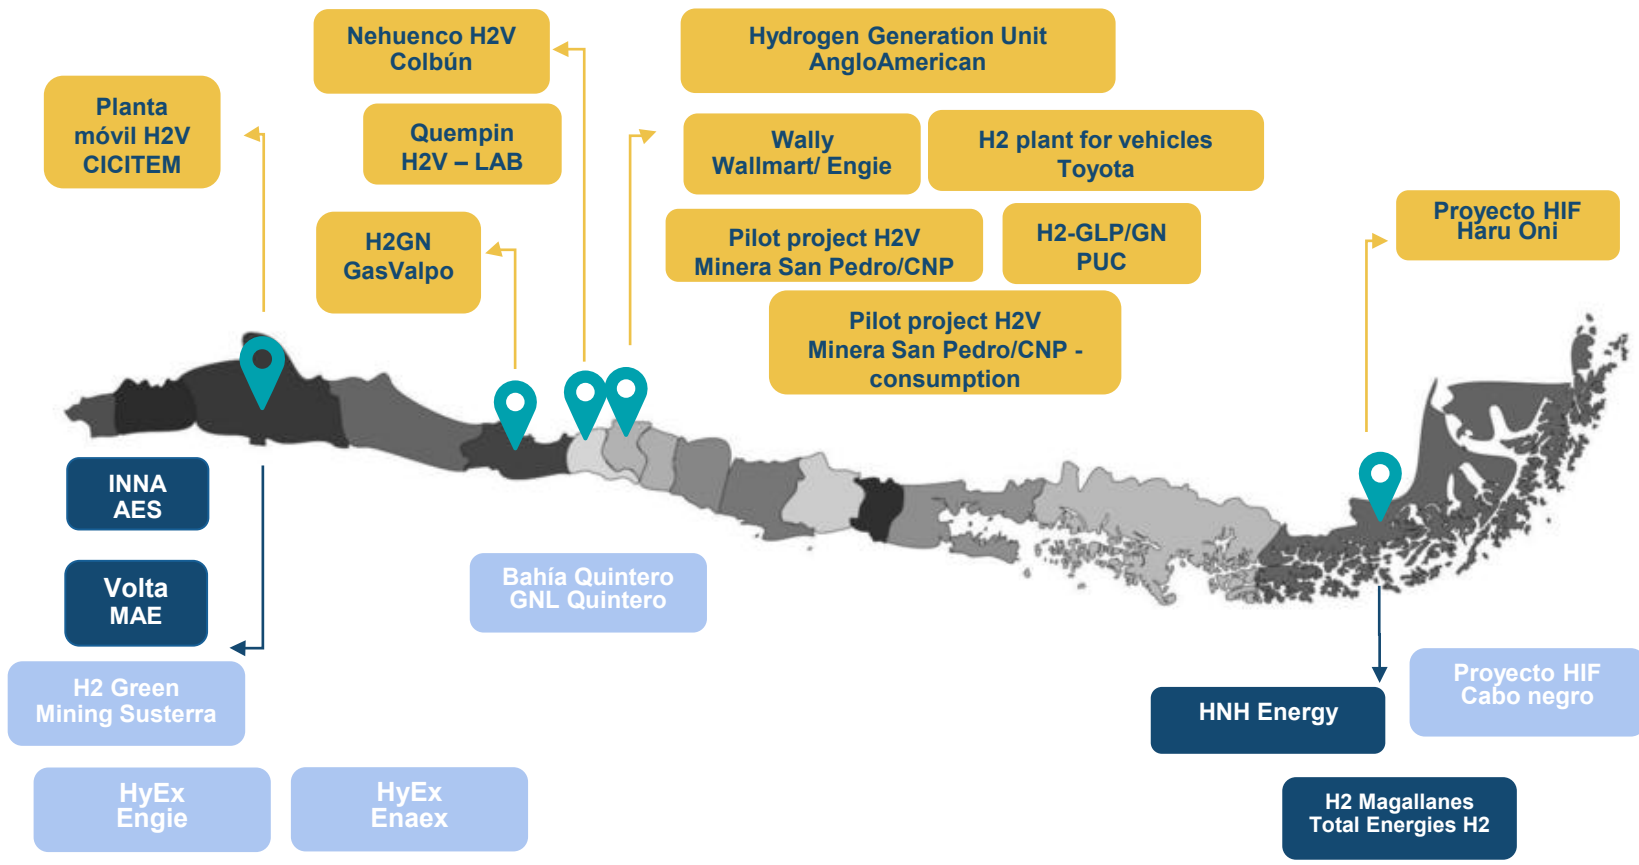 Nehuenco H2V
Colbún
Hydrogen Generation Unit
AngloAmerican
Planta
móvil H2V
CICITEM
Quempin
H2V – LAB
Wally
Wallmart/ Engie
H2 plant for vehicles
Toyota
H2GN
GasValpo
Pilot project H2V
Minera San Pedro/CNP
H2-GLP/GN
PUC
Proyecto HIF
Haru Oni
Pilot project H2V
Minera San Pedro/CNP -
consumption
INNA
AES
Volta
MAE
Bahía Quintero
GNL Quintero
H2 Green
Mining Susterra
HyEx
Engie
HyEx
Enaex
HNH Energy
Proyecto HIF
Cabo negro
H2 Magallanes
Total Energies H2